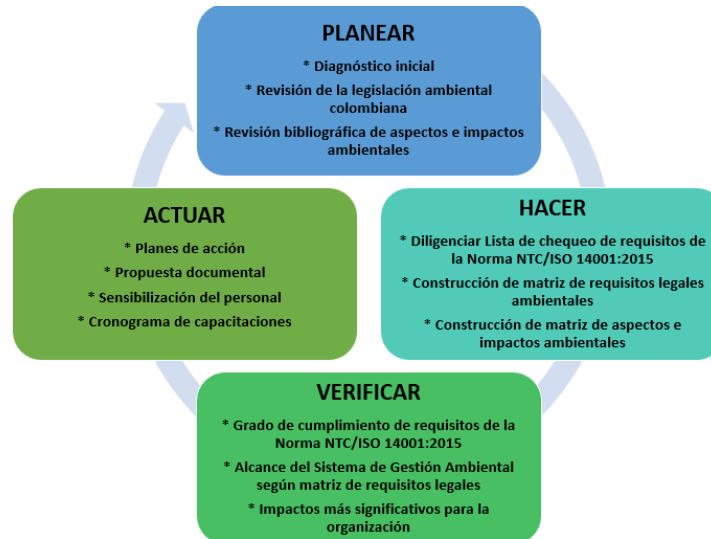 PLANEAR
* Diagnóstico inicial
* Revisión de la legislación ambiental
colombiana
* Revisión bibliográfica de aspectos e impactos
ambientales
HACER
* Diligenciar Lista de chequeo de requisitos de
la Norma NTC/ISO 14001:2015
* Construcción de matriz de requisitos legales
ambientales
* Construcción de matriz de aspectos e
impactos ambientales
VERIFICAR
* Grado de cumplimiento de requisitos de la
Norma NTC/ISO 14001:2015
* Alcance del Sistema de Gestión Ambiental
según matriz de requisitos legales
* Impactos más significativos para la
organización
ACTUAR
* Planes de acción
* Propuesta documental
* Sensibilización del personal
* Cronograma de capacitaciones